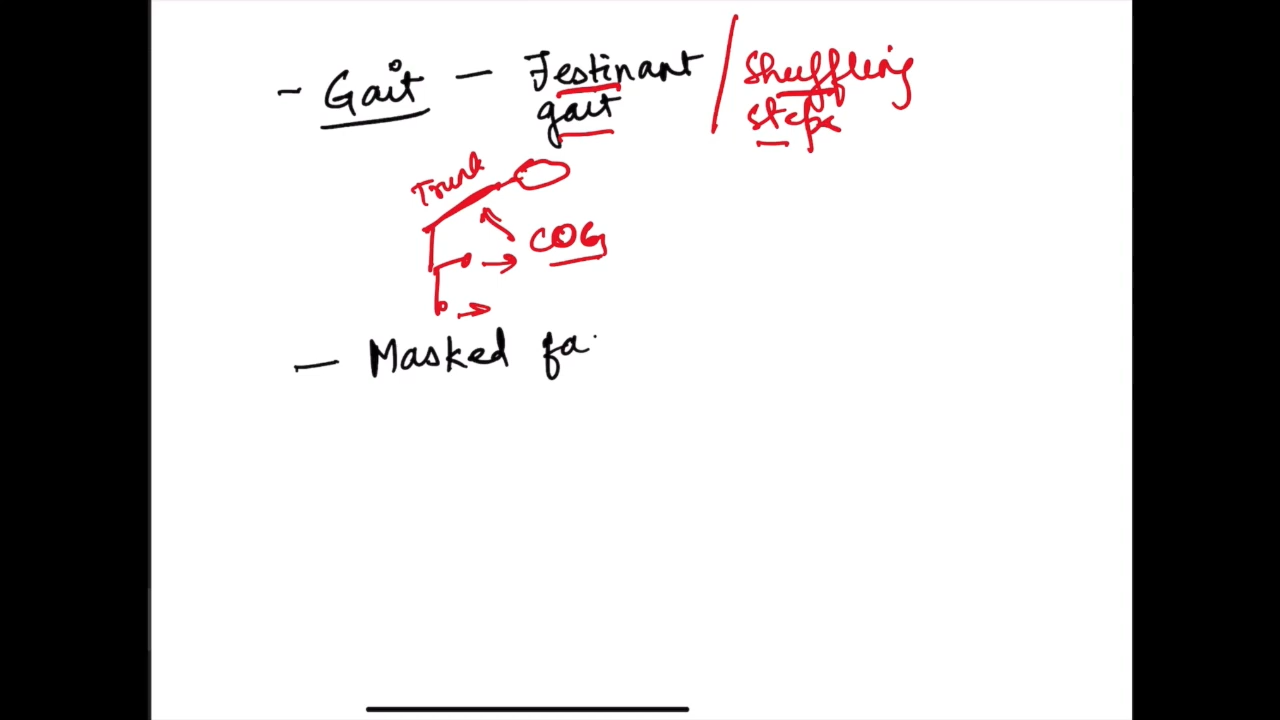 - Gait - Festinant / Shuffling
gait steps
Trunk
COG
- Masked fa